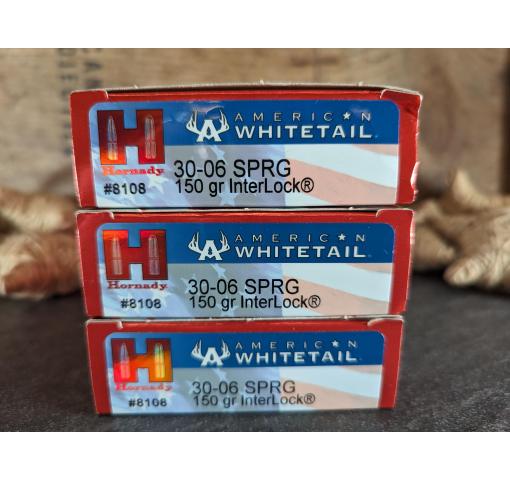 AMERICAN
WHITETAIL
Hornady
30-06 SPRG
#8108
150 gr InterLock®
AMERICAN
WHITETAIL
Hornady
30-06 SPRG
#8108
150 gr InterLock®
AMERICAN
WHITETAIL
Hornady
30-06 SPRG
#8108
150 gr InterLock®